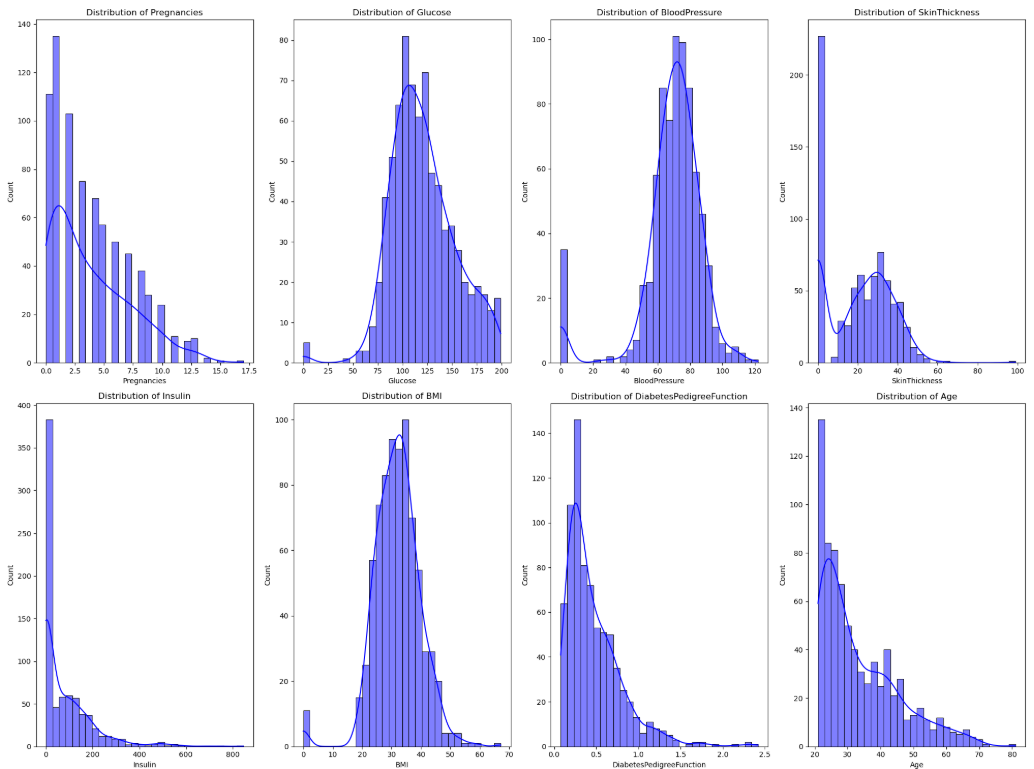 Distribution of Pregnancies
140
120
100
80
60
40
20
0
Count
0.0 2.5 5.0 7.5 10.0 12.5 15.0 17.5
Pregnancies
Distribution of Glucose
80
70
60
50
40
30
20
10
0
Count
0 25 50 75 100 125 150 175 200
Glucose
Distribution of BloodPressure
100
80
60
40
20
0
Count
0 20 40 60 80 100 120
BloodPressure
Distribution of SkinThickness
200
150
100
50
0
Count
0 20 40 60 80 100
SkinThickness
Distribution of Insulin
400
350
300
250
200
150
100
50
0
Count
0 200 400 600 800
Insulin
Distribution of BMI
100
80
60
40
20
0
Count
0 10 20 30 40 50 60 70
BMI
Distribution of DiabetesPedigreeFunction
140
120
100
80
60
40
20
0
Count
0.0 0.5 1.0 1.5 2.0 2.5
DiabetesPedigreeFunction
Distribution of Age
140
120
100
80
60
40
20
0
Count
20 30 40 50 60 70 80
Age